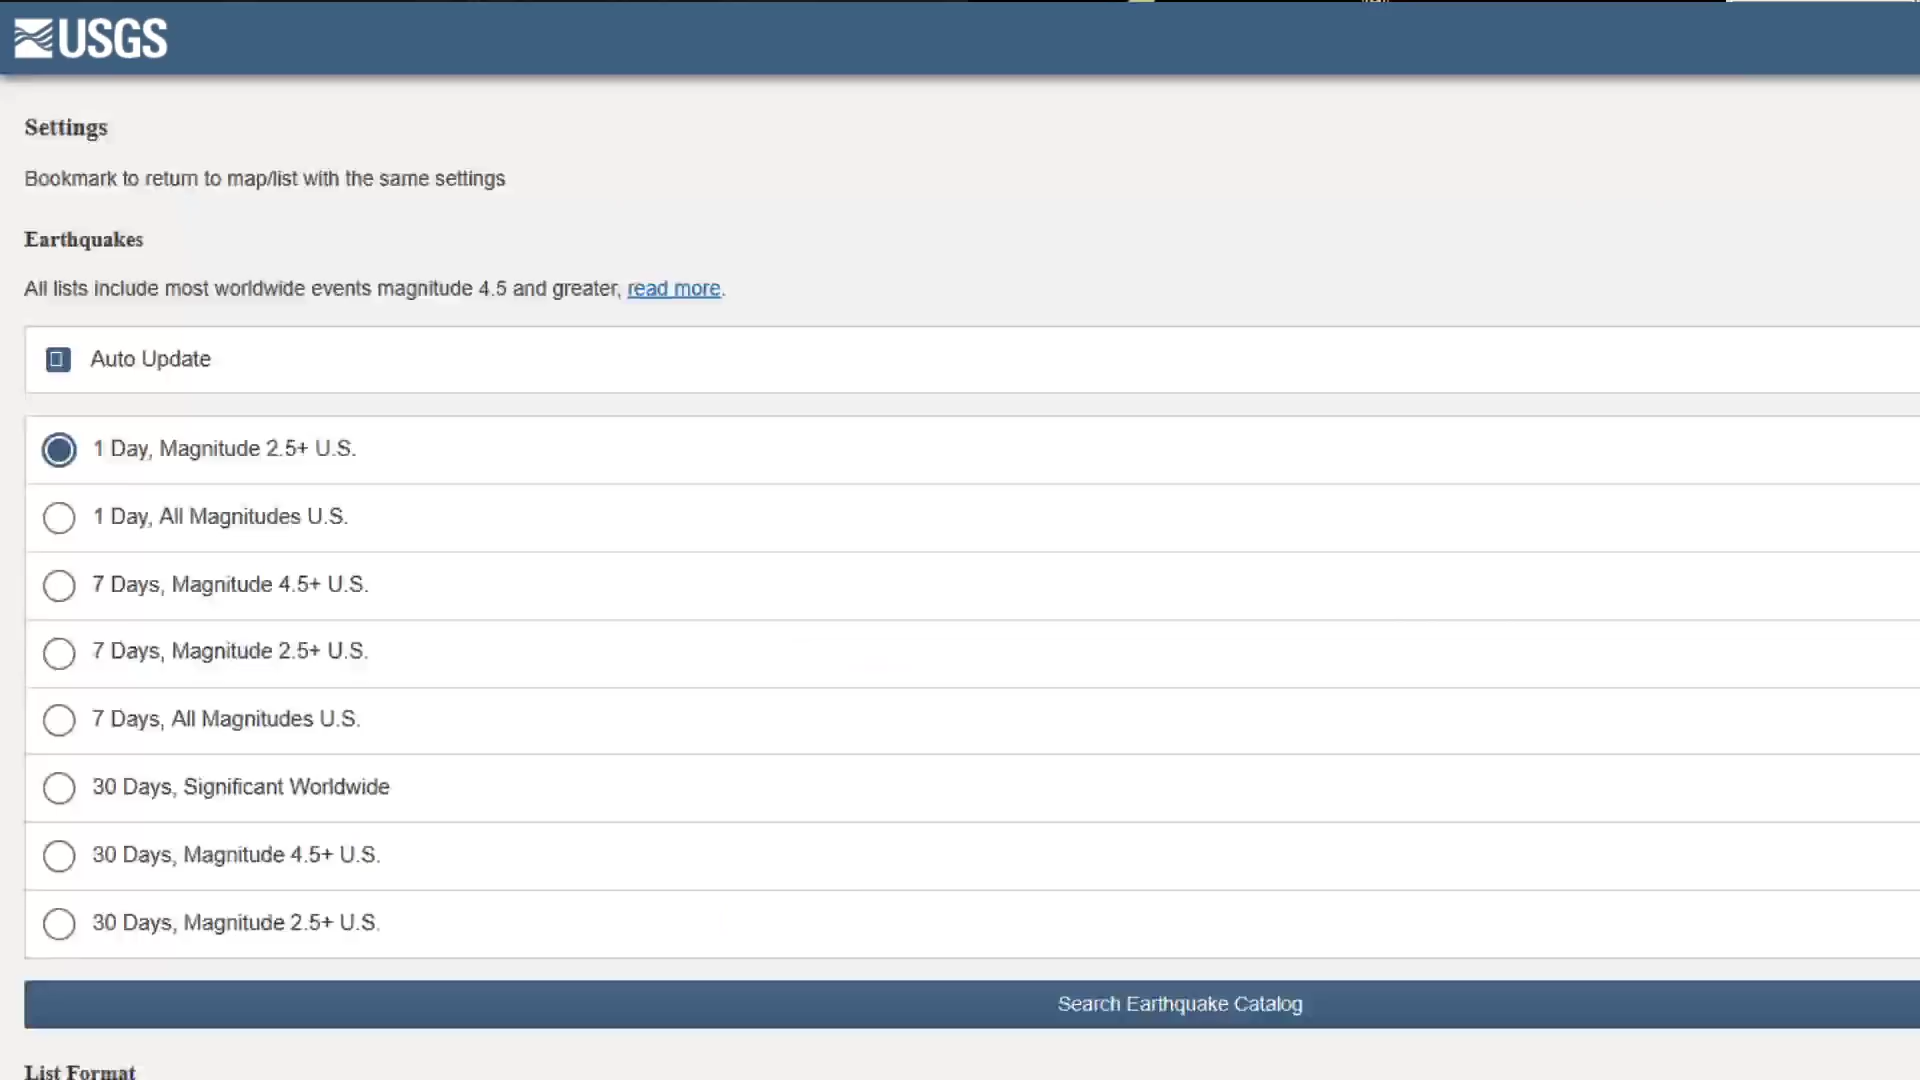 USGS
Settings
Bookmark to return to map/list with the same settings
Earthquakes
All lists include most worldwide events magnitude 4.5 and greater, read more.
Auto Update
1 Day, Magnitude 2.5+ U.S.
1 Day, All Magnitudes U.S.
7 Days, Magnitude 4.5+ U.S.
7 Days, Magnitude 2.5+ U.S.
7 Days, All Magnitudes U.S.
30 Days, Significant Worldwide
30 Days, Magnitude 4.5+ U.S.
30 Days, Magnitude 2.5+ U.S.
Search Earthquake Catalog
List Format